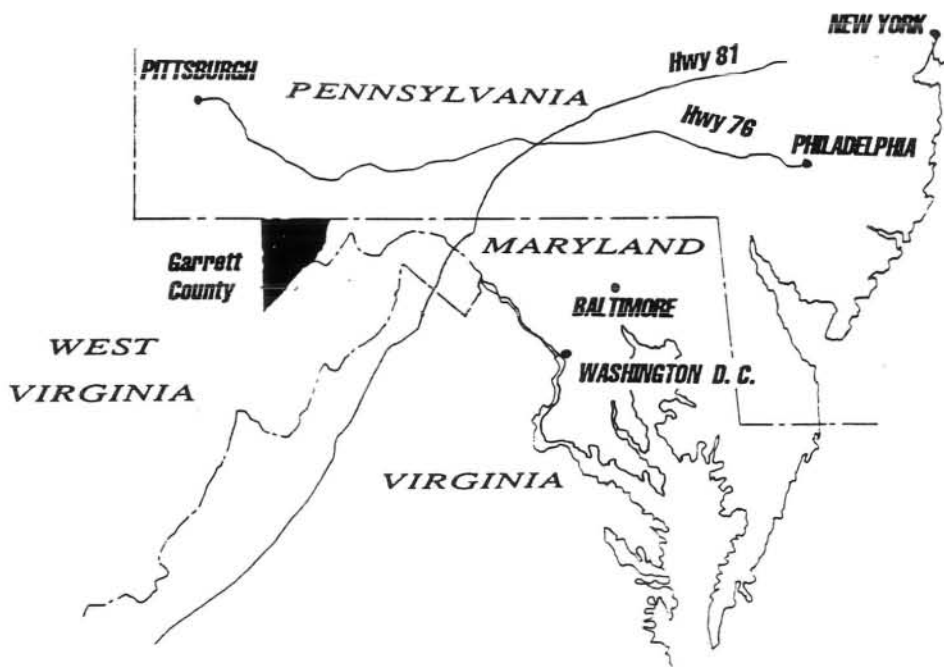 NEW YORK
Hwy 81
PITTSBURGH
PENNSYLVANIA
Hwy 76
PHILADELPHIA
MARYLAND
Garrett
County
BALTIMORE
WEST
VIRGINIA
WASHINGTON D. C.
VIRGINIA